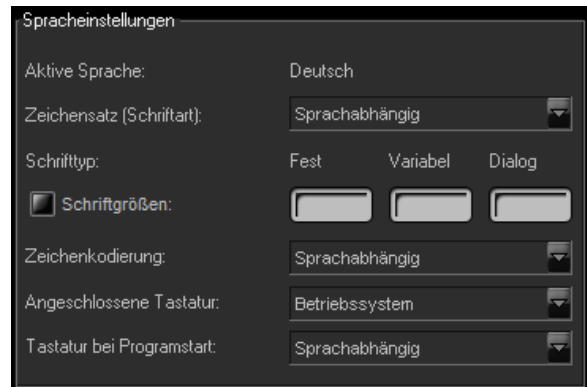 Spracheinstellungen
Aktive Sprache: Deutsch
Zeichensatz (Schriftart): Sprachabhängig
Schrifttyp: Fest Variabel Dialog
Schriftgrößen:
Zeichenkodierung: Sprachabhängig
Angeschlossene Tastatur: Betriebssystem
Tastatur bei Programstart: Sprachabhängig